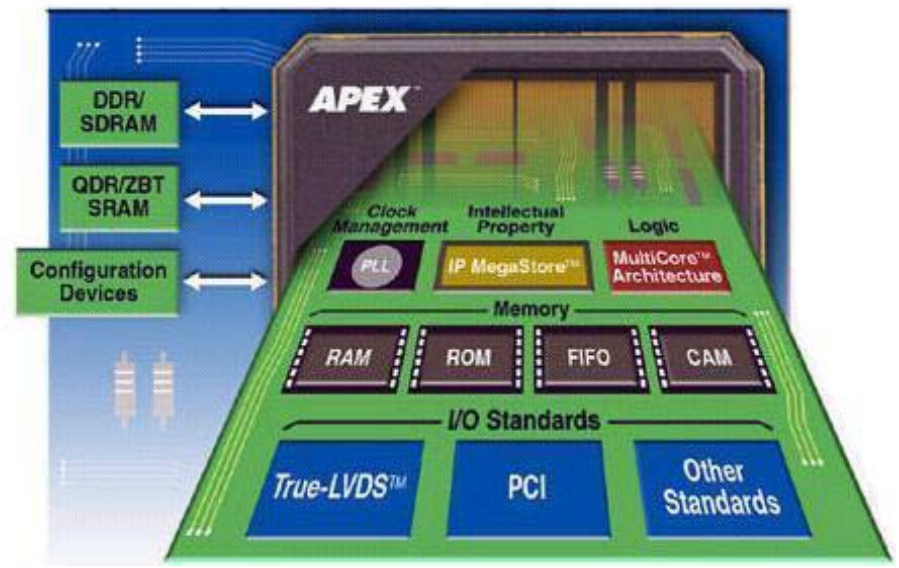 APEX™
DDR/
SDRAM
QDR/ZBT
SRAM
Configuration
Devices
Clock
Management
Intellectual
Property
Logic
PLL
IP MegaStore™
MultiCore™
Architecture
Memory
RAM
ROM
FIFO
CAM
I/O Standards
True-LVDS™
PCI
Other
Standards